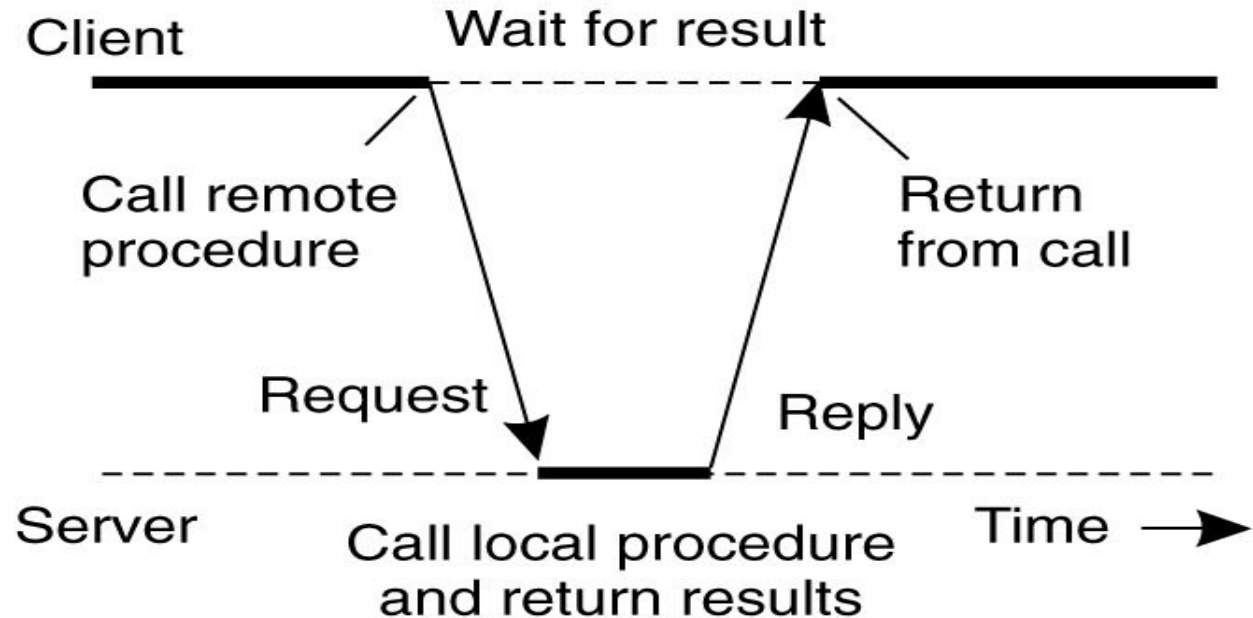 Client
Wait for result
Call remote
procedure
Return
from call
Request
Reply
Server
Time
Call local procedure
and return results